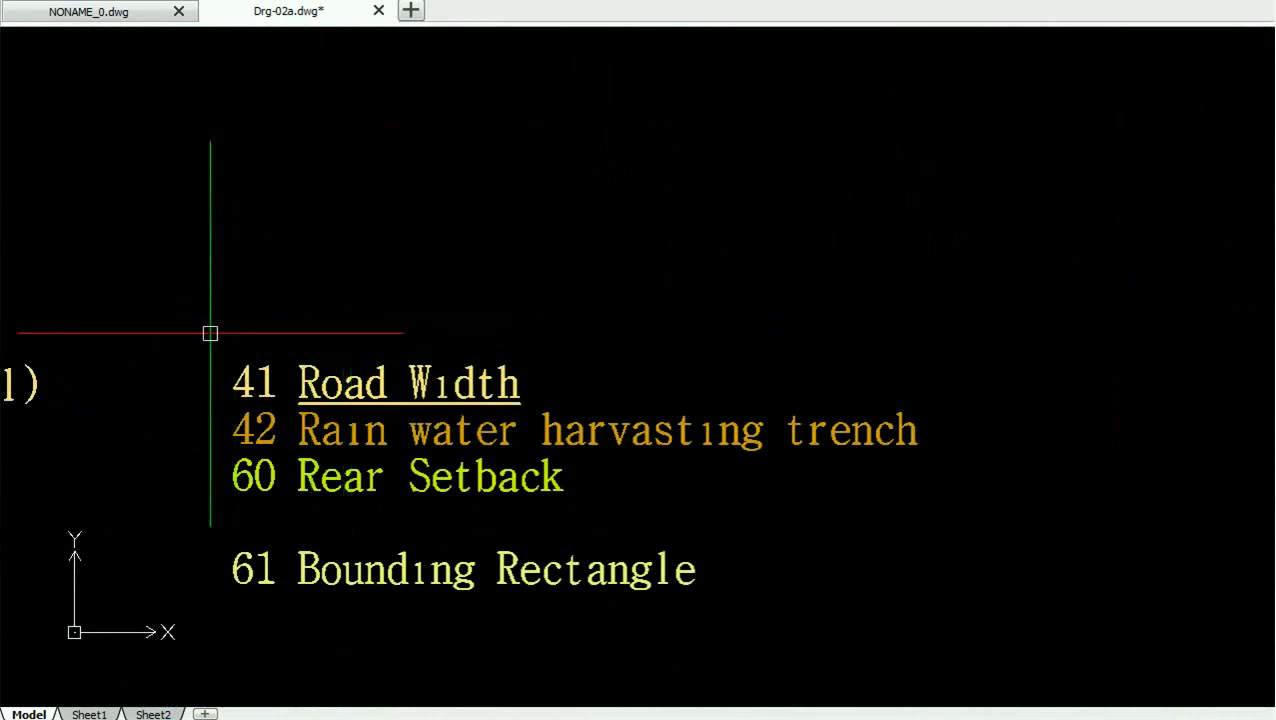 NONAME_0.dwg
Drg-02a.dwg*
l)
41 Road Width
42 Rain water harvasting trench
60 Rear Setback
61 Bounding Rectangle
Y
X
Model Sheet1 Sheet2